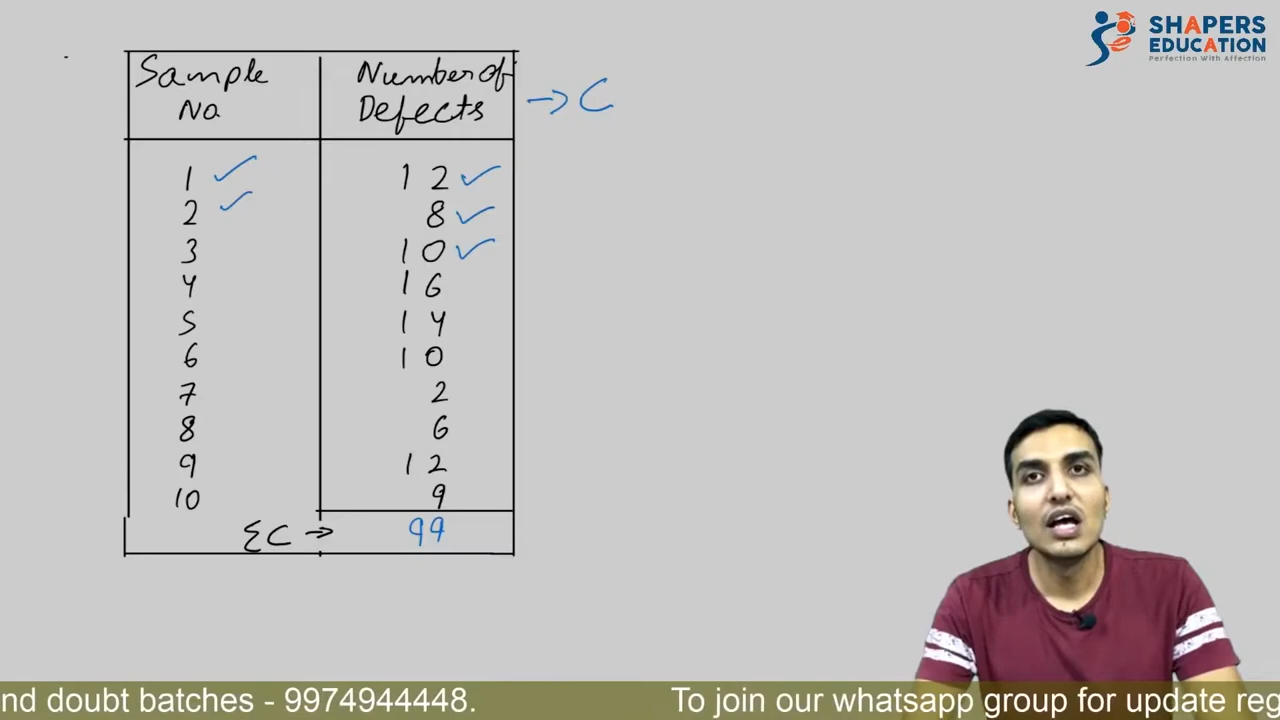 SHAPERS
EDUCATION
Perfection With Affection
Sample No. Number of Defects → C
1 12
2 8
3 10
4 16
5 14
6 10
7 2
8 6
9 12
10 9
ΣC → 99
nd doubt batches - 9974944448. To join our whatsapp group for update reg